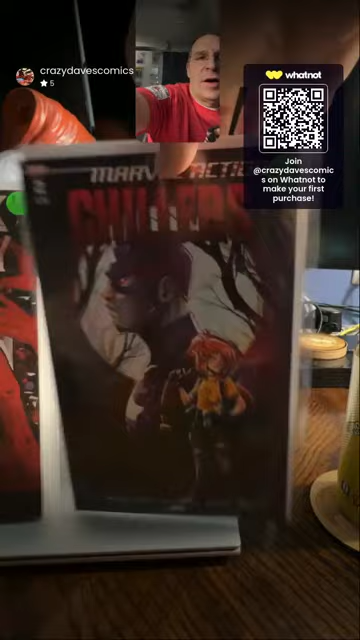 crazydavescomics
★ 5
whatnot
Join
@crazydavescomic
s on Whatnot to
make your first
purchase!
MARVEL ACTION
CHILLERS